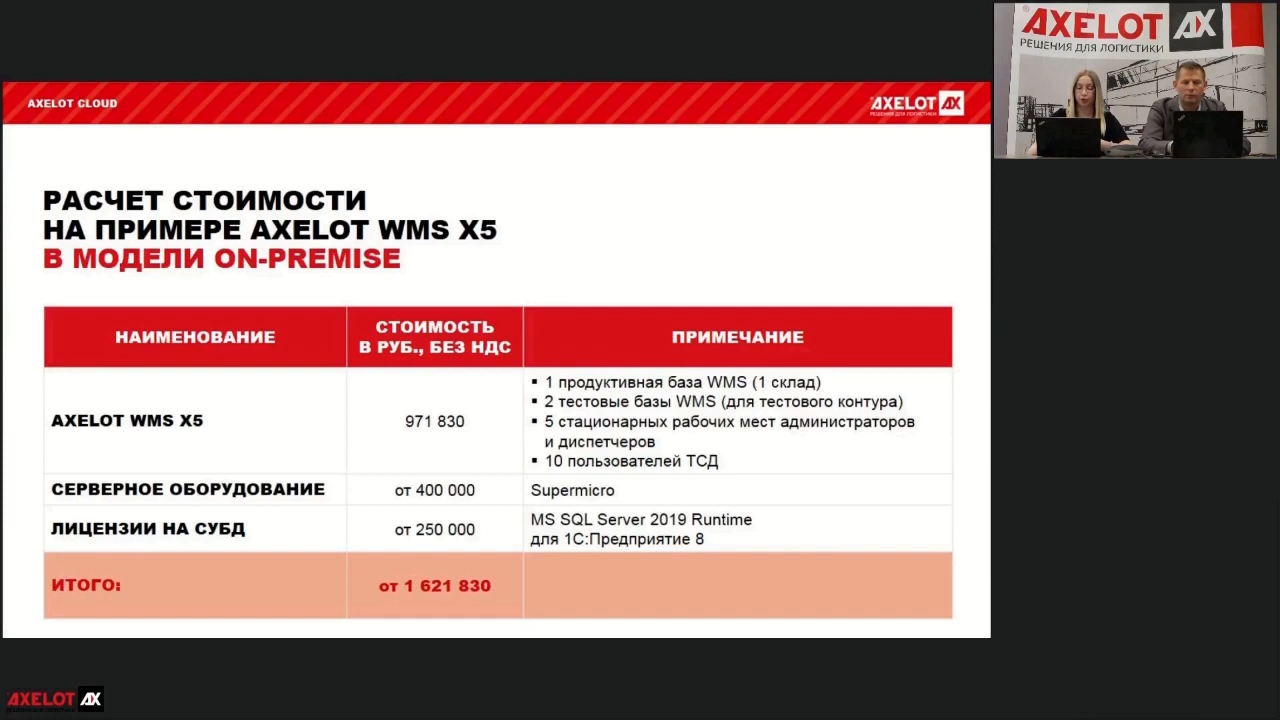 AXELOT AX
РЕШЕНИЯ ДЛЯ ЛОГИСТИКИ
AXELOT CLOUD
AXELOT AX
РЕШЕНИЯ ДЛЯ ЛОГИСТИКИ
РАСЧЕТ СТОИМОСТИ
НА ПРИМЕРЕ AXELOT WMS X5
В МОДЕЛИ ON-PREMISE
НАИМЕНОВАНИЕ
СТОИМОСТЬ
В РУБ., БЕЗ НДС
ПРИМЕЧАНИЕ
AXELOT WMS X5
971 830
▪ 1 продуктивная база WMS (1 склад)
▪ 2 тестовые базы WMS (для тестового контура)
▪ 5 стационарных рабочих мест администраторов
и диспетчеров
▪ 10 пользователей ТСД
СЕРВЕРНОЕ ОБОРУДОВАНИЕ
от 400 000
Supermicro
ЛИЦЕНЗИИ НА СУБД
от 250 000
MS SQL Server 2019 Runtime
для 1С:Предприятие 8
ИТОГО:
от 1 621 830
AXELOT AX